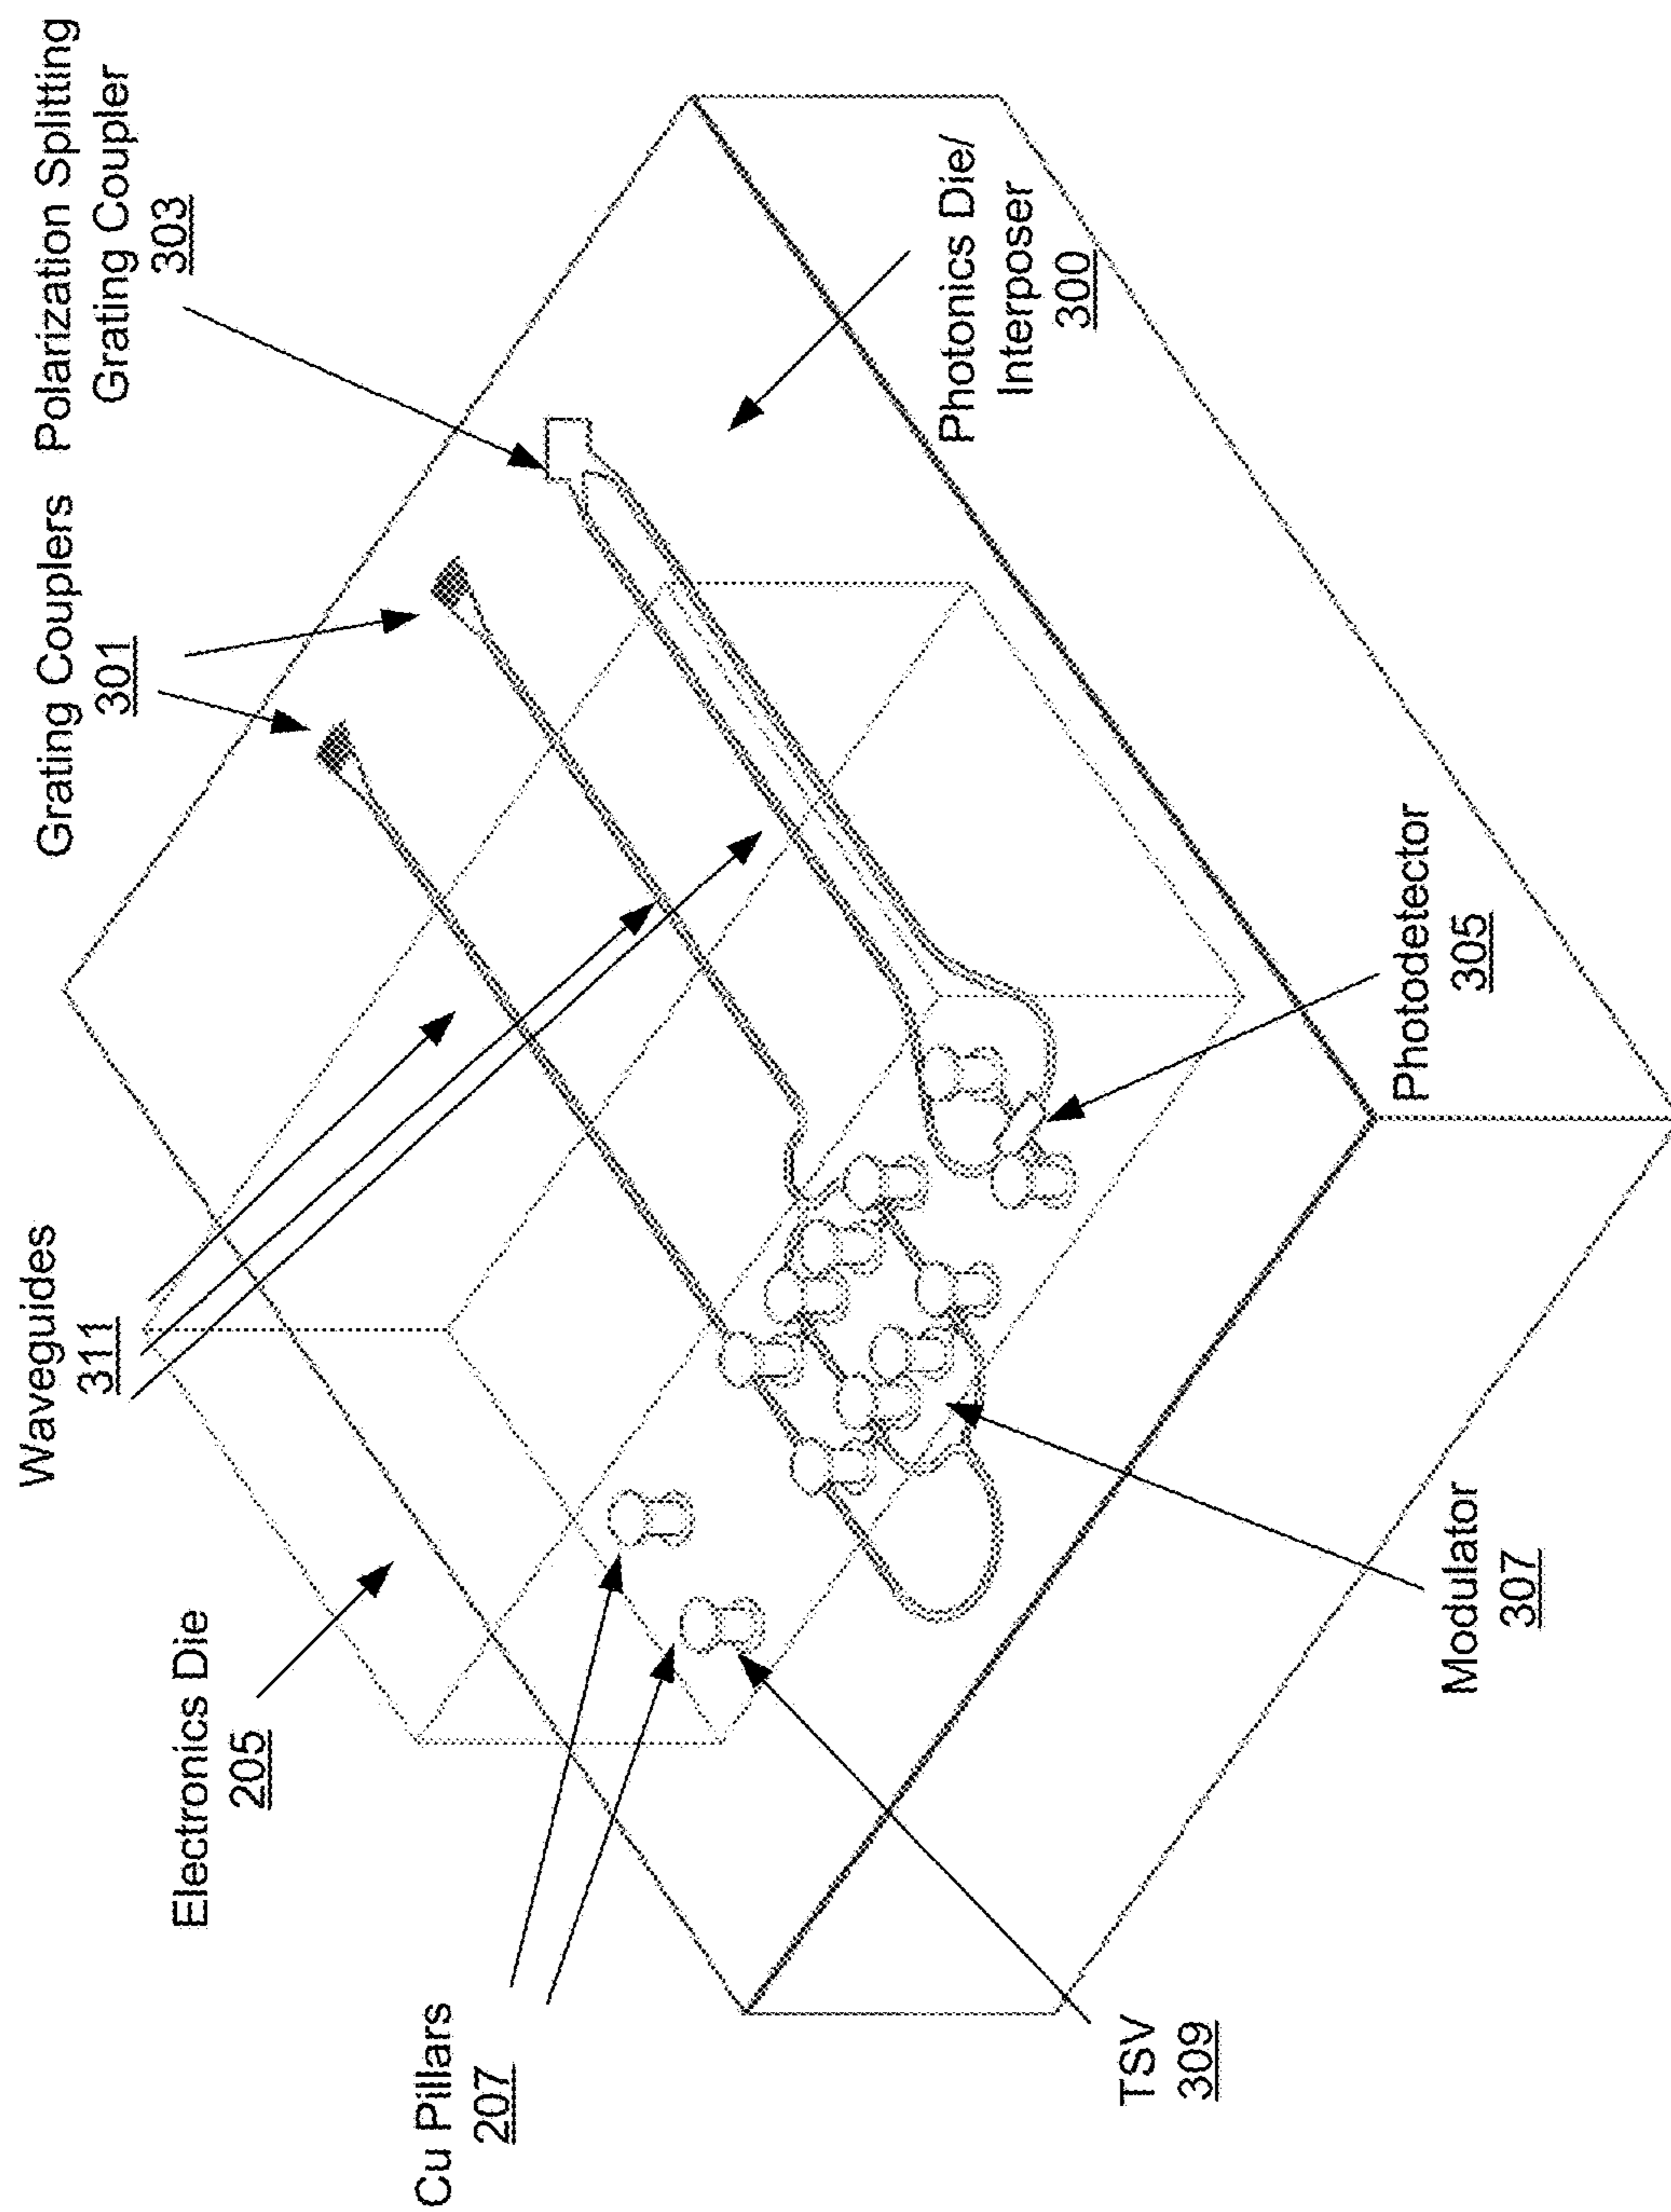 Cu Pillars
207
Electronics Die
205
Waveguides
311
Grating Couplers
301
Polarization Splitting
Grating Coupler
303
TSV
309
Modulator
307
Photodetector
305
Photonics Die/
Interposer
300